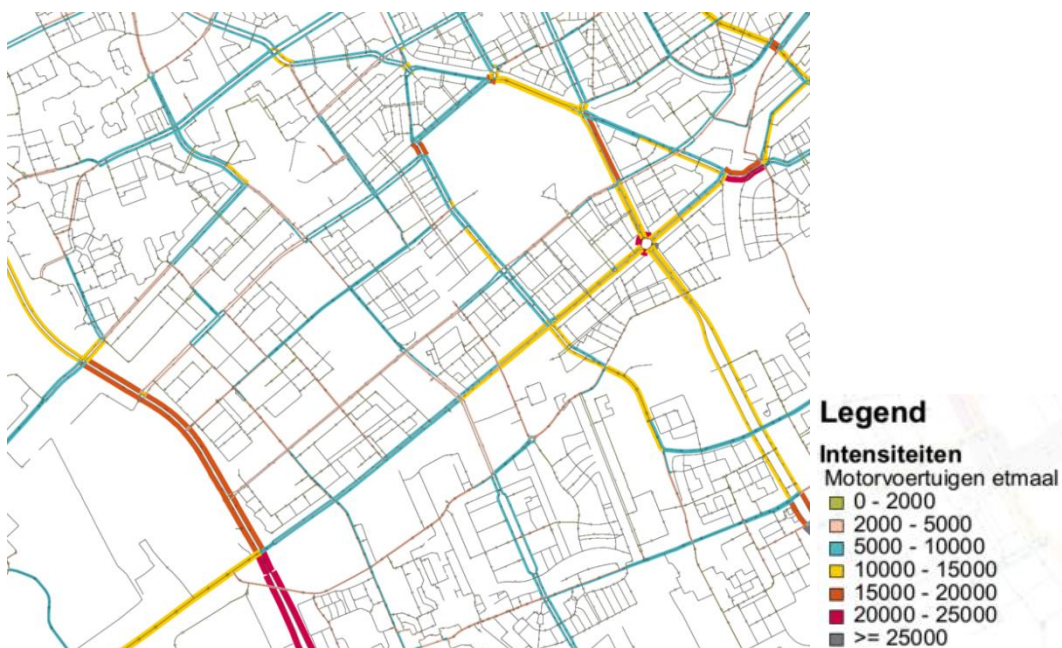 Legend
Intensiteiten
Motorvoertuigen etmaal
0 - 2000
2000 - 5000
5000 - 10000
10000 - 15000
15000 - 20000
20000 - 25000
>= 25000